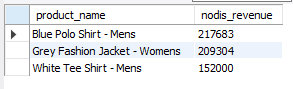 product_name nodis_revenue
Blue Polo Shirt - Mens 217683
Grey Fashion Jacket - Womens 209304
White Tee Shirt - Mens 152000